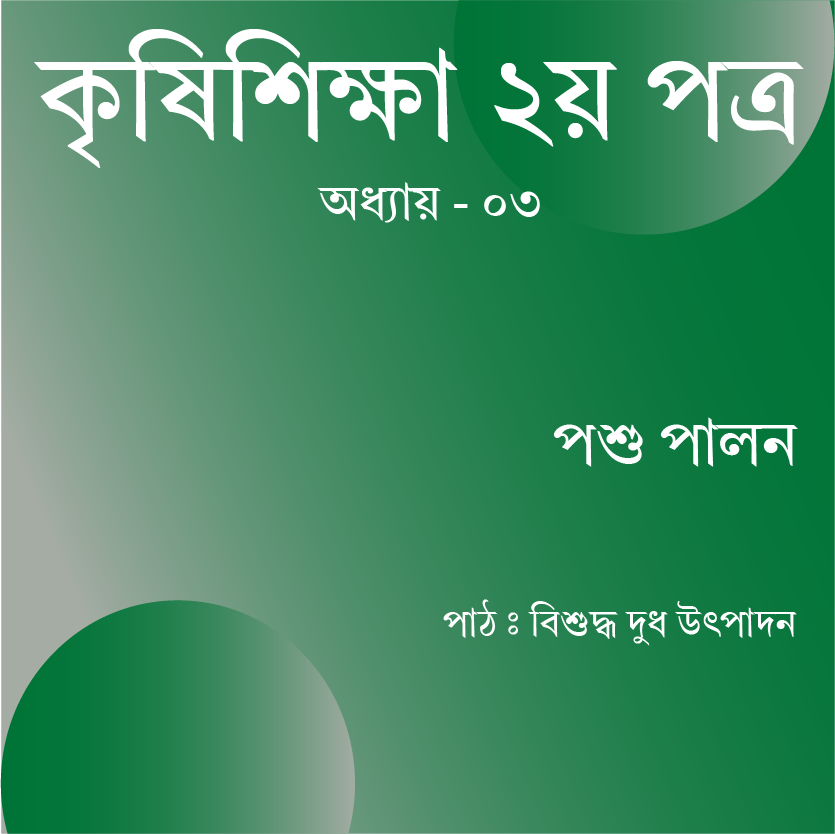 কৃষিশিক্ষা ২য় পত্র
অধ্যায় - ০৩
পশু পালন
পাঠ ঃ বিশুদ্ধ দুধ উৎপাদন